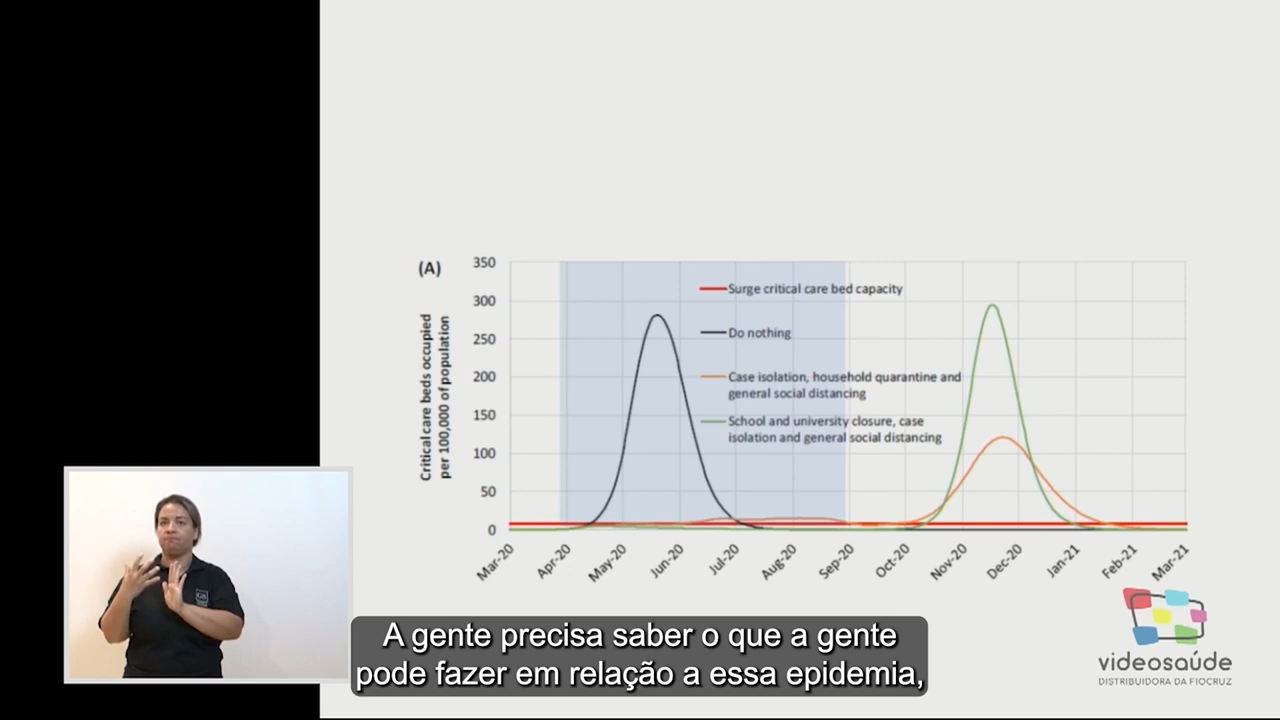 (A)
Critical care beds occupied
per 100,000 of population
350
300
250
200
150
100
50
0
Surge critical care bed capacity
Do nothing
Case isolation, household quarantine and
general social distancing
School and university closure, case
isolation and general social distancing
Mar-20
Apr-20
May-20
Jun-20
Jul-20
Aug-20
Sep-20
Oct-20
Nov-20
Dec-20
Jan-21
Feb-21
Mar-21
A gente precisa saber o que a gente
pode fazer em relação a essa epidemia,
videosaúde
DISTRIBUIDORA DA FIOCRUZ